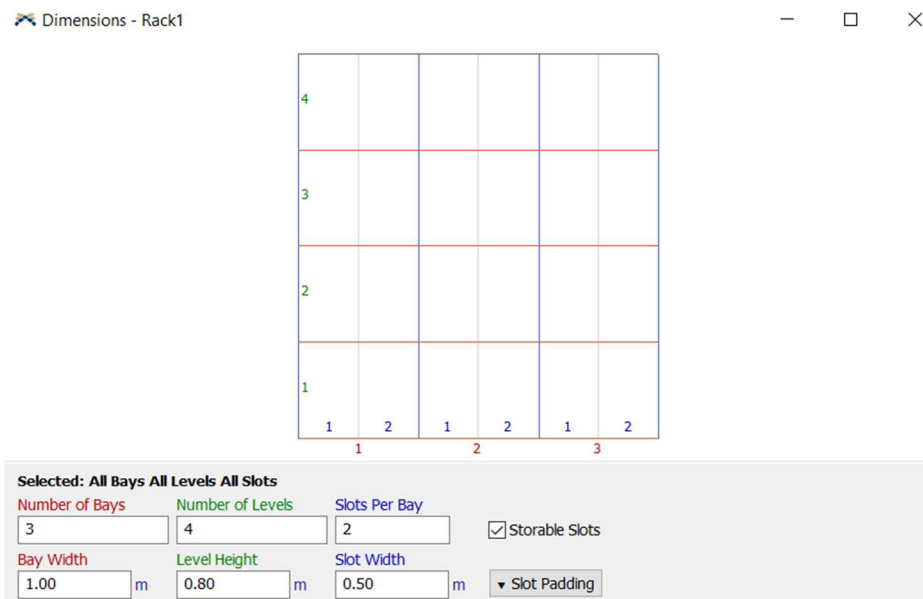 Dimensions - Rack1
4
3
2
1
1 2 1 2 1 2
1 2 3
Selected: All Bays All Levels All Slots
Number of Bays Number of Levels Slots Per Bay
3 4 2 Storable Slots
Bay Width Level Height Slot Width
1.00 m 0.80 m 0.50 m Slot Padding